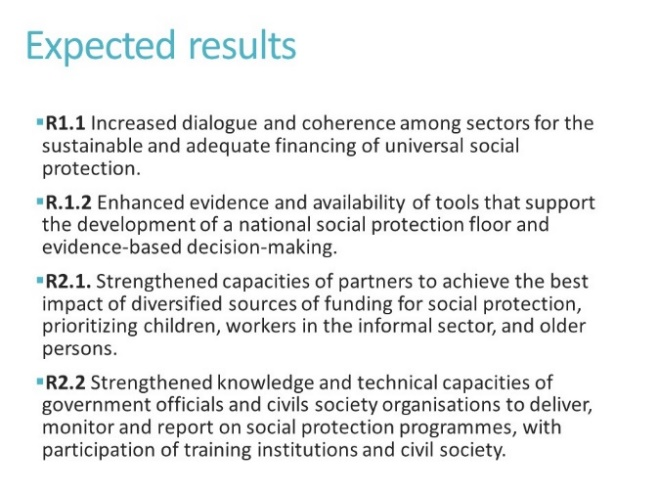 Expected results
▪R1.1 Increased dialogue and coherence among sectors for the
sustainable and adequate financing of universal social
protection.
▪R.1.2 Enhanced evidence and availability of tools that support
the development of a national social protection floor and
evidence-based decision-making.
▪R2.1. Strengthened capacities of partners to achieve the best
impact of diversified sources of funding for social protection,
prioritizing children, workers in the informal sector, and older
persons.
▪R2.2 Strengthened knowledge and technical capacities of
government officials and civils society organisations to deliver,
monitor and report on social protection programmes, with
participation of training institutions and civil society.